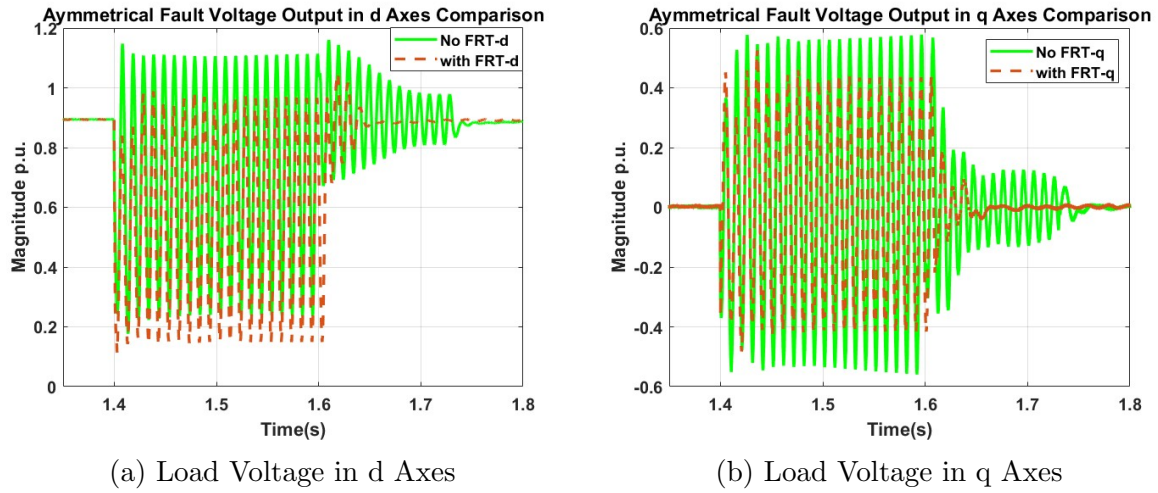 Aymmetrical Fault Voltage Output in d Axes Comparison
No FRT-d
with FRT-d
Magnitude p.u.
1.2
1
0.8
0.6
0.4
0.2
0
1.4
1.5
1.6
1.7
1.8
Time(s)
(a) Load Voltage in d Axes
Aymmetrical Fault Voltage Output in q Axes Comparison
No FRT-q
with FRT-q
Magnitude p.u.
0.6
0.4
0.2
0
-0.2
-0.4
-0.6
1.4
1.5
1.6
1.7
1.8
Time(s)
(b) Load Voltage in q Axes